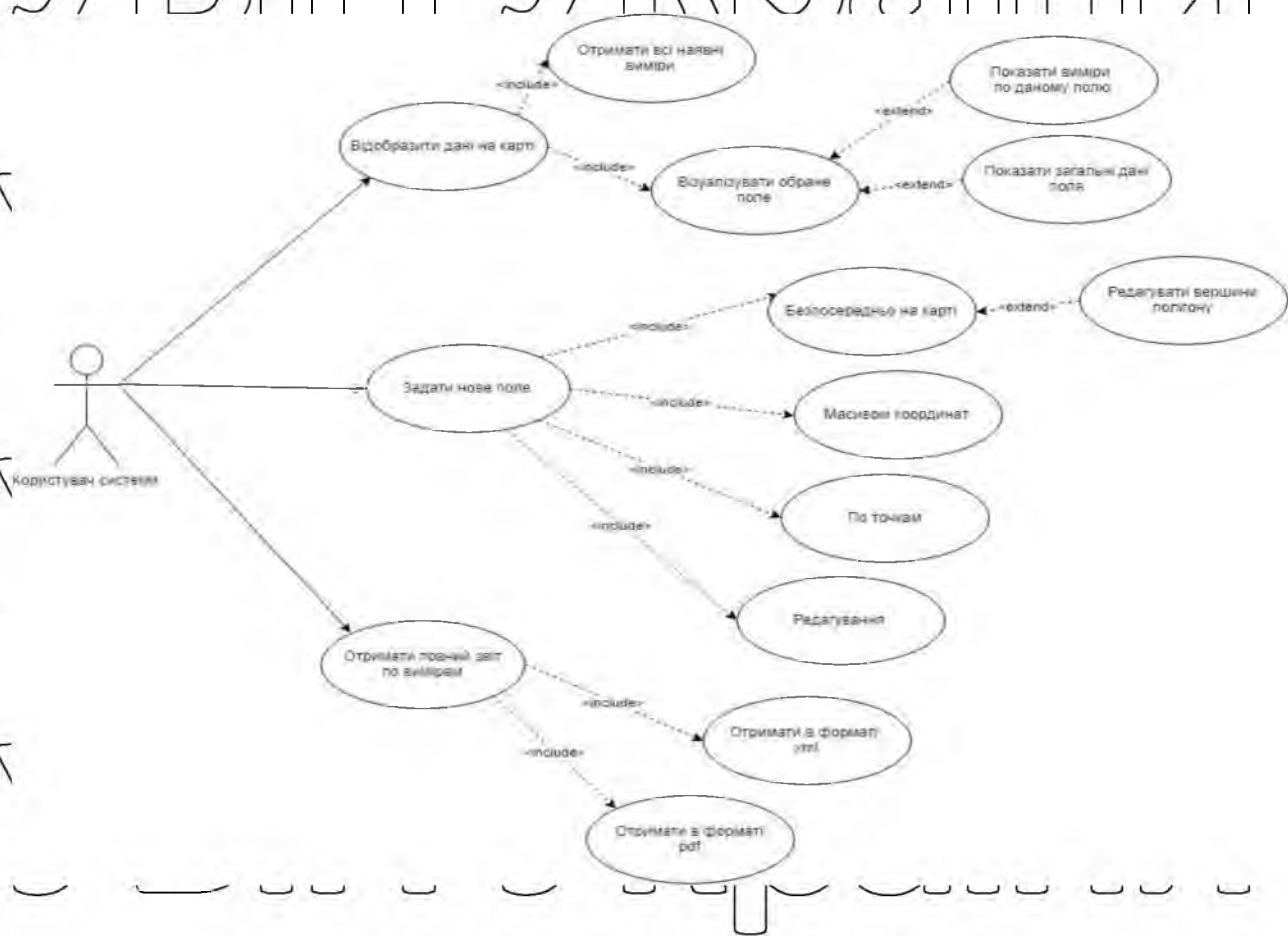 Отримати всі наявні
виміри
Показати виміри
по даному полю
<include>
<extend>
Відобразити дані на карті
<include>
Візуалізувати обране
поле
<extend>
Показати загальні дані
поля
Безпосередньо на карті
<extend>
Редагувати вершини
полігону
<include>
Задати нове поле
<include>
Масивом координат
<include>
Користувач системи
По точкам
<include>
Редагування
Отримати повний звіт
по вимірам
<include>
Отримати в форматі
xml
<include>
Отримати в форматі
pdf